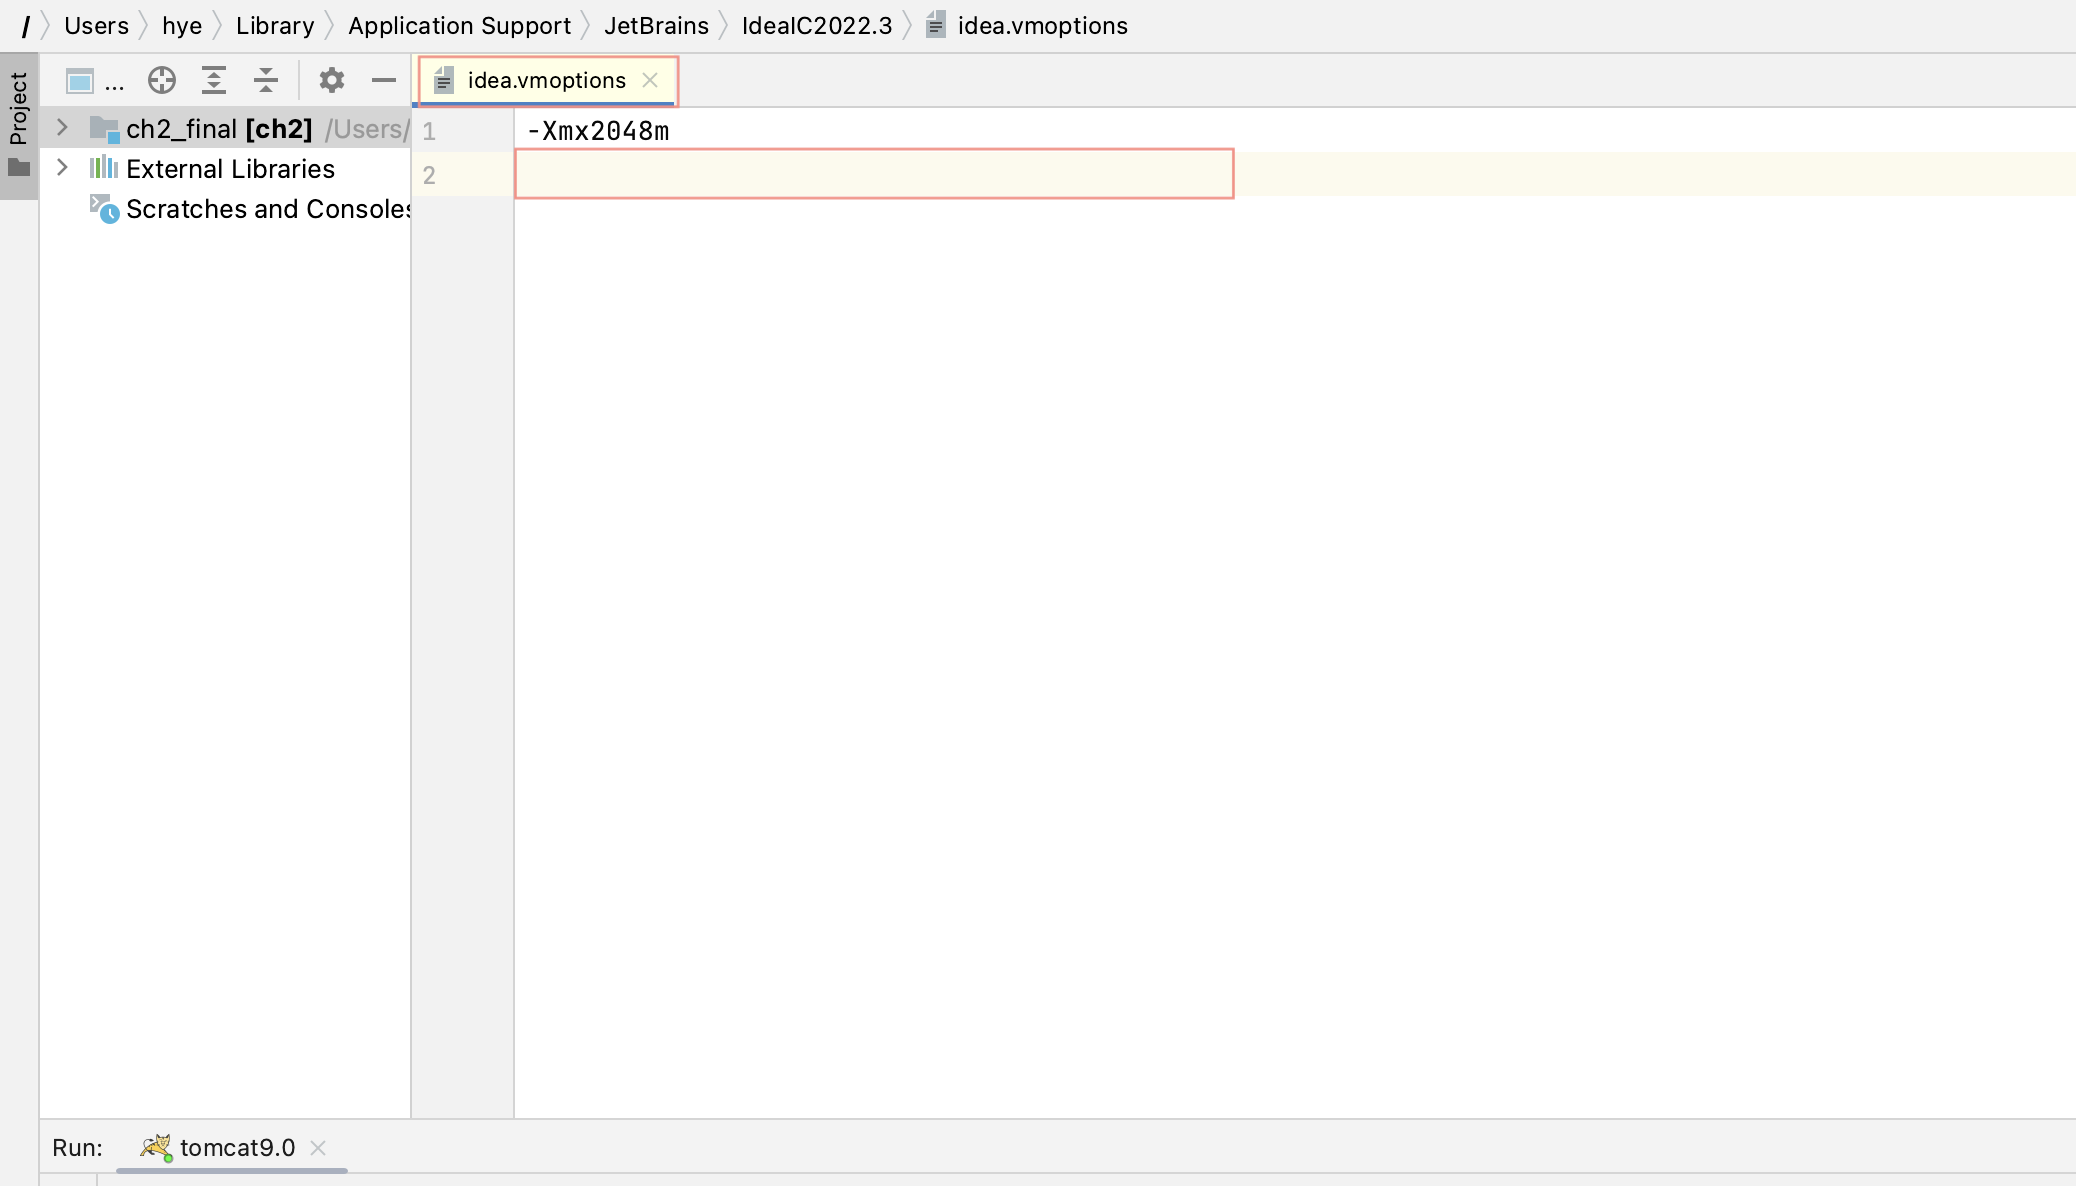 / Users hye Library Application Support JetBrains IdeaIC2022.3 idea.vmoptions
Project
...
idea.vmoptions
ch2_final [ch2] /Users/
External Libraries
Scratches and Consoles
1 -Xmx2048m
2
Run: tomcat9.0